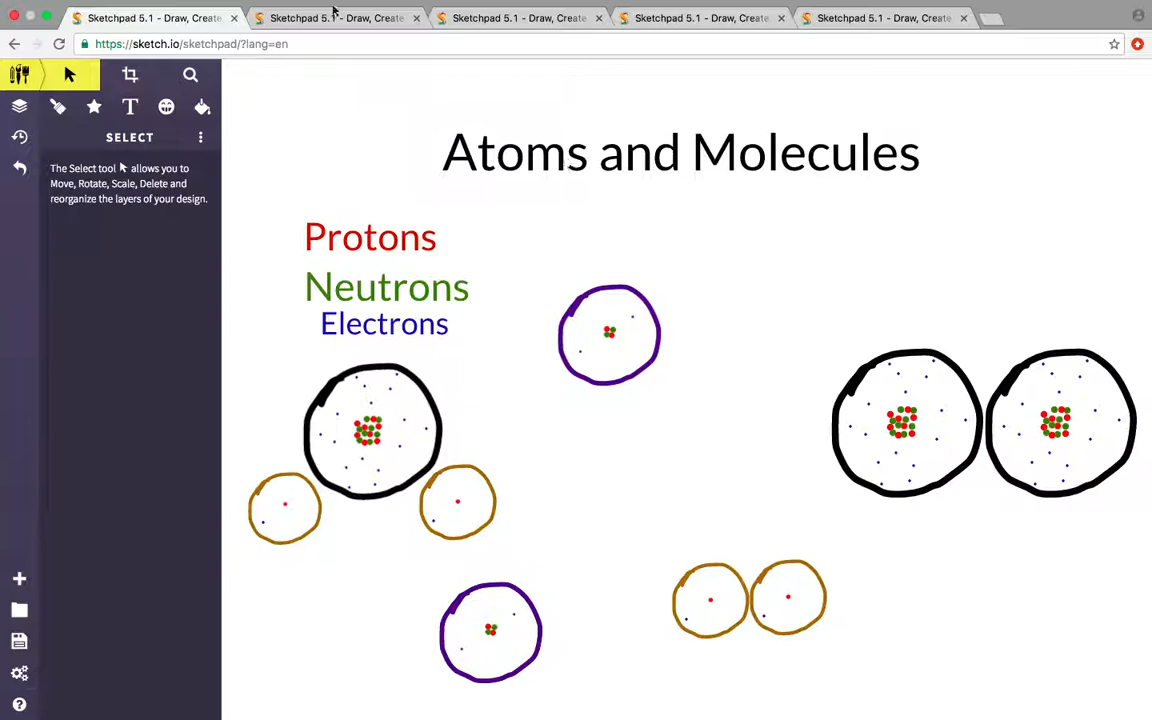 Sketchpad 5.1 - Draw, Create
Sketchpad 5.1 - Draw, Create
Sketchpad 5.1 - Draw, Create
Sketchpad 5.1 - Draw, Create
Sketchpad 5.1 - Draw, Create
https://sketch.io/sketchpad/?lang=en
SELECT
The Select tool allows you to
Move, Rotate, Scale, Delete and
reorganize the layers of your design.
Atoms and Molecules
Protons
Neutrons
Electrons